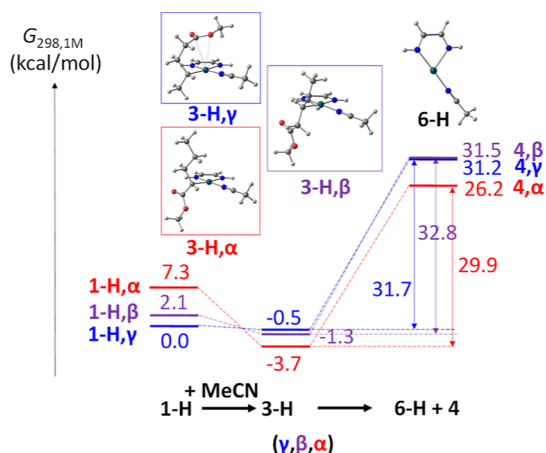 G298,1M
(kcal/mol)
3-H,γ
3-H,β
6-H
3-H,α
31.5 4,β
31.2 4,γ
26.2 4,α
32.8
29.9
31.7
1-H,α 7.3
1-H,β 2.1
1-H,γ 0.0
-0.5
-1.3
-3.7
+ MeCN
1-H 3-H 6-H + 4
(γ,β,α)